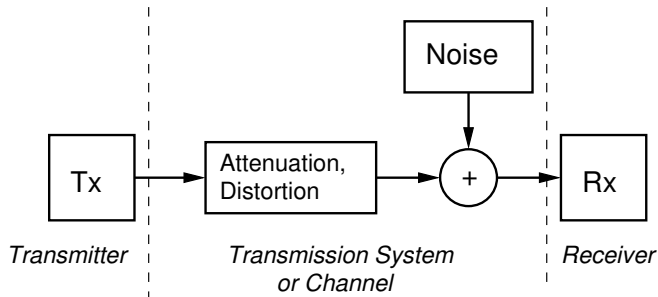 Noise
Tx
Attenuation,
Distortion
+
Rx
Transmitter
Transmission System
or Channel
Receiver